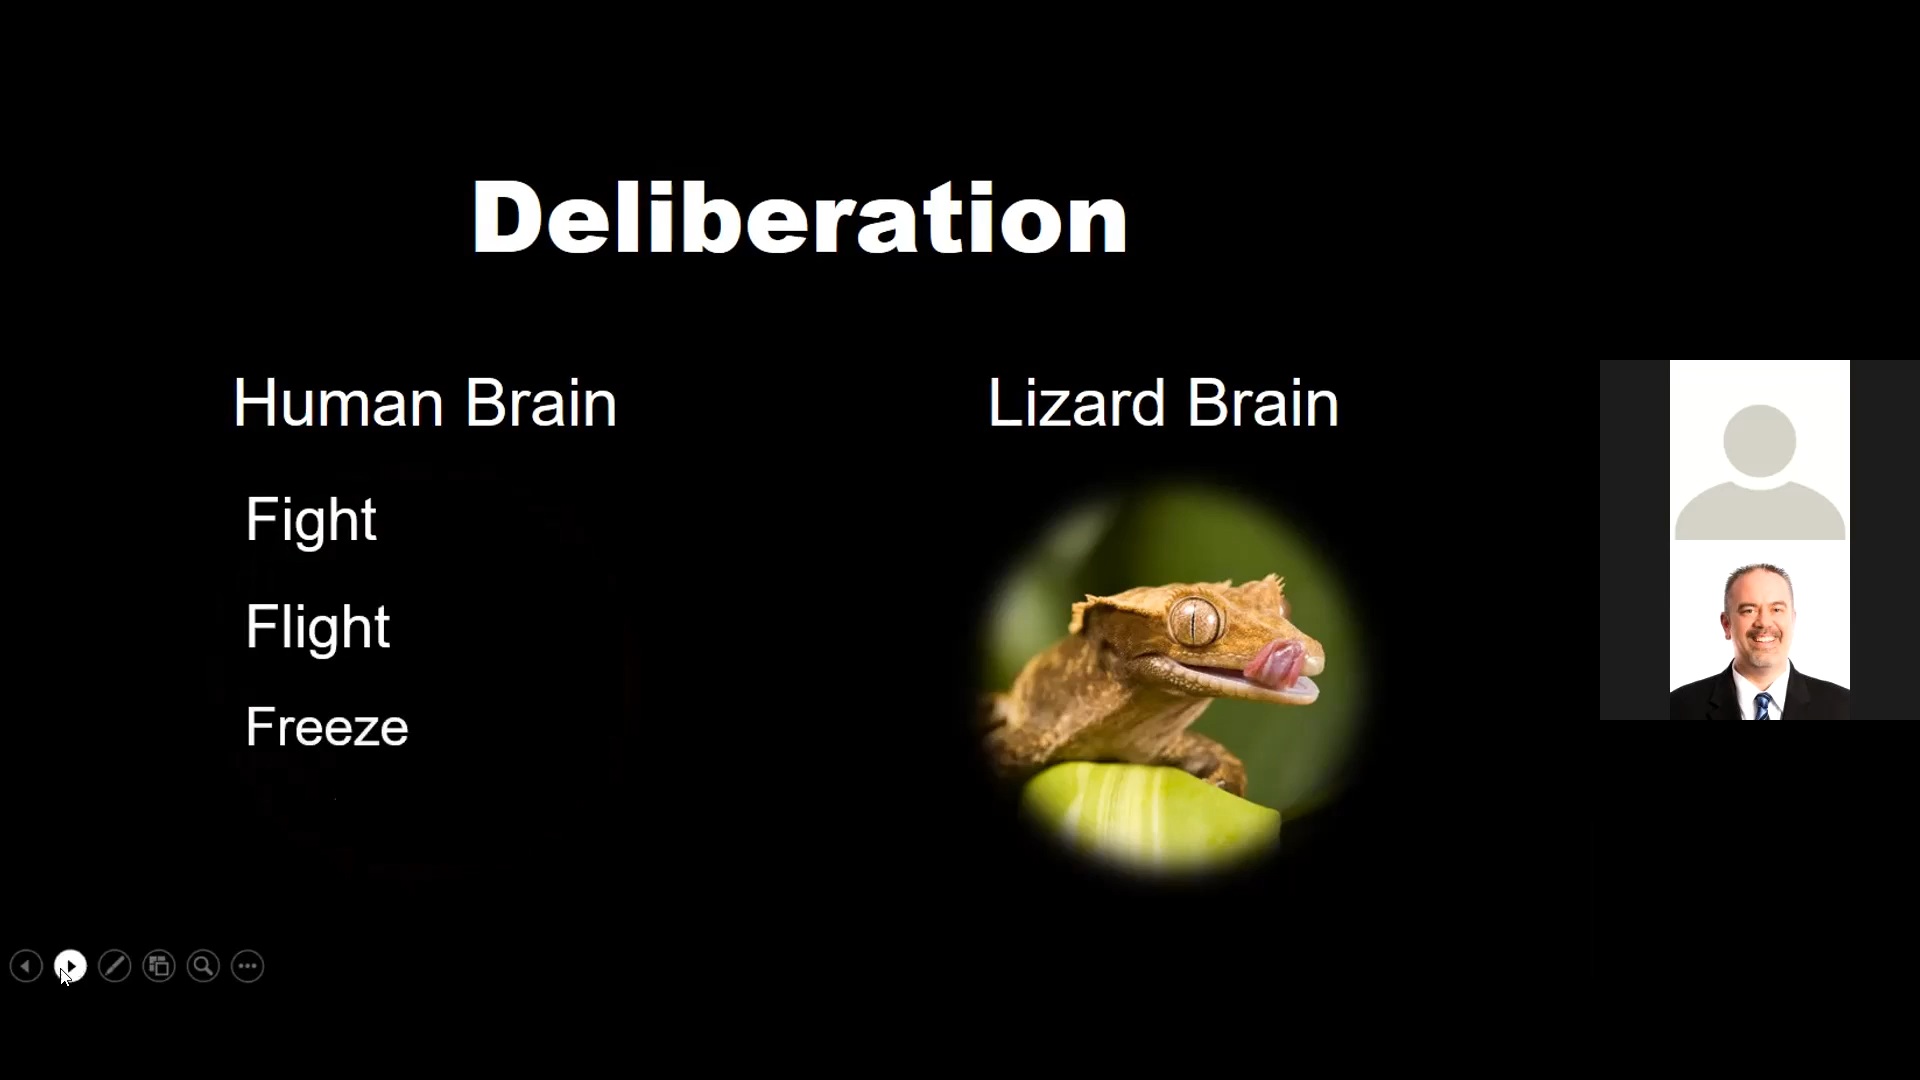 Deliberation
Human Brain
Lizard Brain
Fight
Flight
Freeze